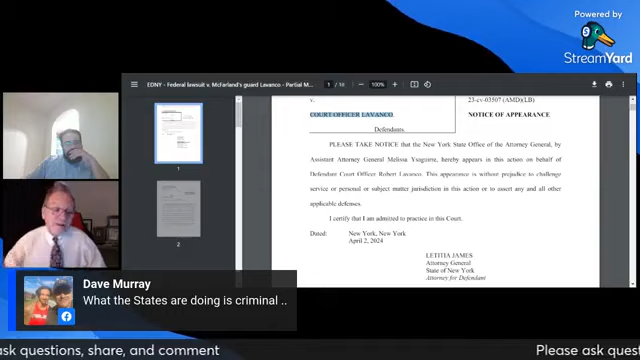 Powered by
StreamYard
EDNY - Federal lawsuit v. McFarland's guard Lavanco - Partial M...
1 / 18
100%
v.
23-cv-03507 (AMD)(LB)
COURT OFFICER LAVANCO,
NOTICE OF APPEARANCE
Defendants.
PLEASE TAKE NOTICE that the New York State Office of the Attorney General, by
Assistant Attorney General Melissa Ysaguirre, hereby appears in this action on behalf of
Defendant Court Officer Robert Lavanco. This appearance is without prejudice to challenge
service or personal or subject matter jurisdiction in this action or to assert any and all other
applicable defenses.
I certify that I am admitted to practice in this Court.
Dated: New York, New York
April 2, 2024
LETITIA JAMES
Attorney General
State of New York
Attorney for Defendant
1
2
Dave Murray
What the States are doing is criminal ..
ask questions, share, and comment
Please ask quest